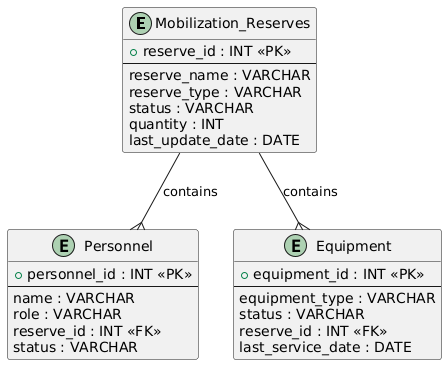 E Mobilization_Reserves
reserve_id : INT «PK»
reserve_name : VARCHAR
reserve_type : VARCHAR
status : VARCHAR
quantity : INT
last_update_date : DATE
contains
contains
E Personnel
personnel_id : INT «PK»
name : VARCHAR
role : VARCHAR
reserve_id : INT «FK»
status : VARCHAR
E Equipment
equipment_id : INT «PK»
equipment_type : VARCHAR
status : VARCHAR
reserve_id : INT «FK»
last_service_date : DATE